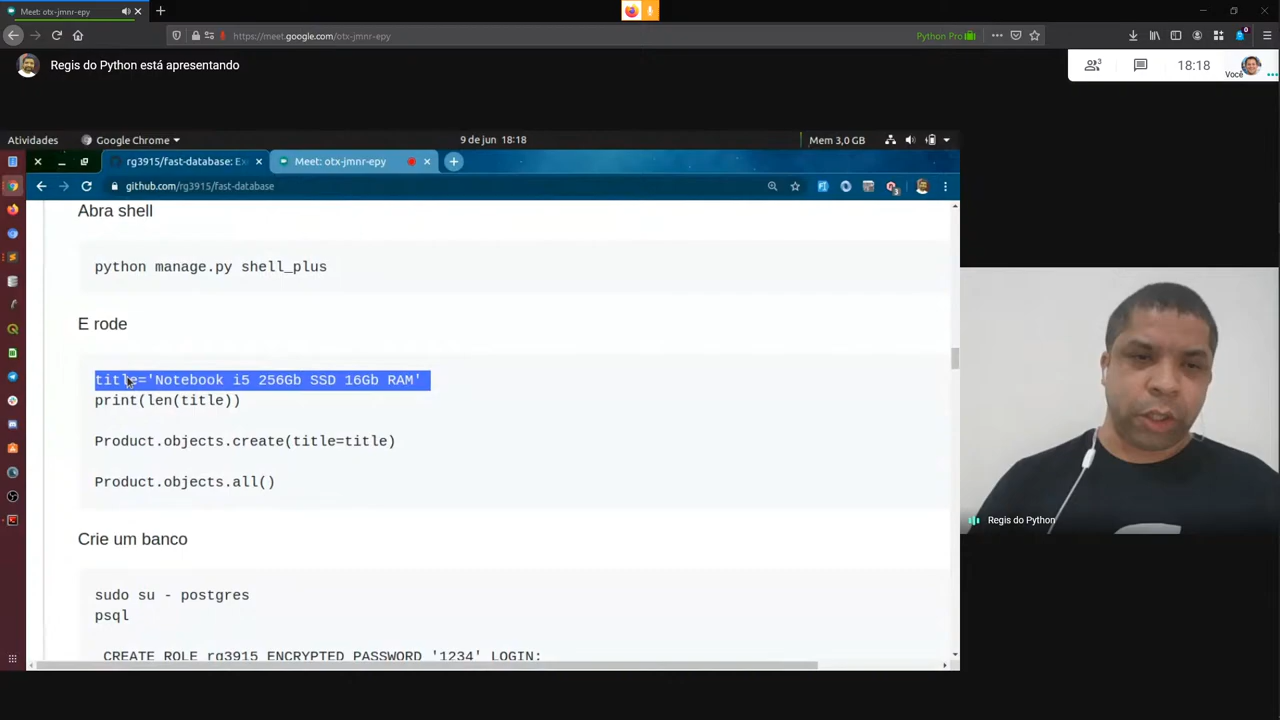 Meet: otx-jmnr-epy
https://meet.google.com/otx-jmnr-epy
Python Pro
Regis do Python está apresentando
3
18:18
Você
Atividades
Google Chrome
9 de jun 18:18
Mem 3,0 GB
rg3915/fast-database: Ex
Meet: otx-jmnr-epy
github.com/rg3915/fast-database
Abra shell
python manage.py shell_plus
E rode
title='Notebook i5 256Gb SSD 16Gb RAM'
print(len(title))
Product.objects.create(title=title)
Product.objects.all()
Crie um banco
sudo su - postgres
psql
CREATE ROLE rg3915 ENCRYPTED PASSWORD '1234' LOGIN;
Regis do Python